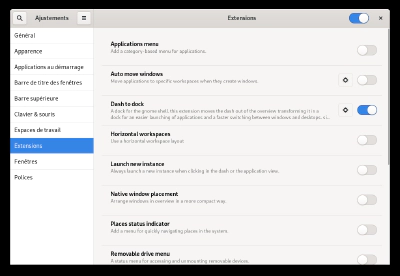 Ajustements
Extensions
Général
Apparence
Applications au démarrage
Barre de titre des fenêtres
Barre supérieure
Clavier & souris
Espaces de travail
Extensions
Fenêtres
Polices
Applications menu
Add a category-based menu for applications.
Auto move windows
Move applications to specific workspaces when they create windows.
Dash to dock
A dock for the gnome shell, this extension moves the dash out of the overview transforming it in a
dock for an easier launching of applications and a faster switching between windows and desktops.
Horizontal workspaces
Use a horizontal workspace layout
Launch new instance
Always launch a new instance when clicking in the dash or the application view.
Native window placement
Arrange windows in overview in a more compact way.
Places status indicator
Add a menu for quickly navigating places in the system.
Removable drive menu
A status menu for accessing and unmounting removable devices.